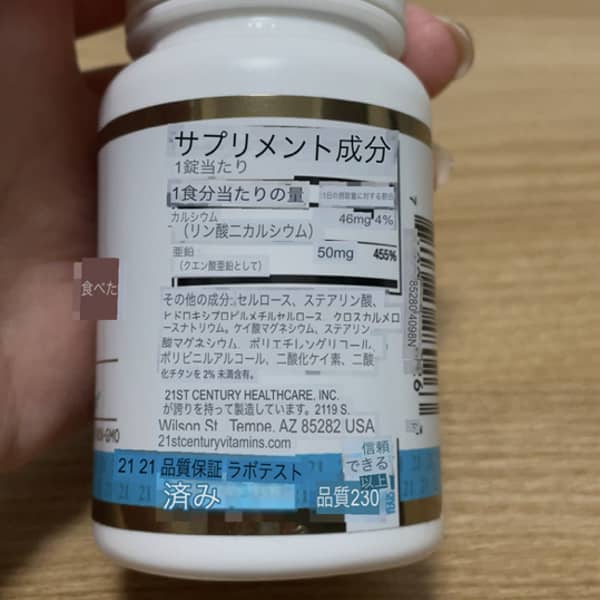 サプリメント成分
1錠当たり
1食分当たりの量 1日の摂取量に対する割合
カルシウム 46mg 4%
（リン酸二カルシウム）
亜鉛 50mg 455%
（クエン酸亜鉛として）
食べた
その他の成分: セルロース、ステアリン酸、
ヒドロキシプロピルメチルセルロース、クロスカルメロ
ースナトリウム。ケイ酸マグネシウム、ステアリン
酸マグネシウム、ポリエチレングリコール、
ポリビニルアルコール、二酸化ケイ素、二酸
化チタンを 2% 未満含有。
21ST CENTURY HEALTHCARE, INC.
が誇りを持って製造しています。2119 S.
Wilson St., Tempe, AZ 85282 USA
21stcenturyvitamins.com
21 21 品質保証 ラボテスト
済み
信頼
できる
以上
品質230